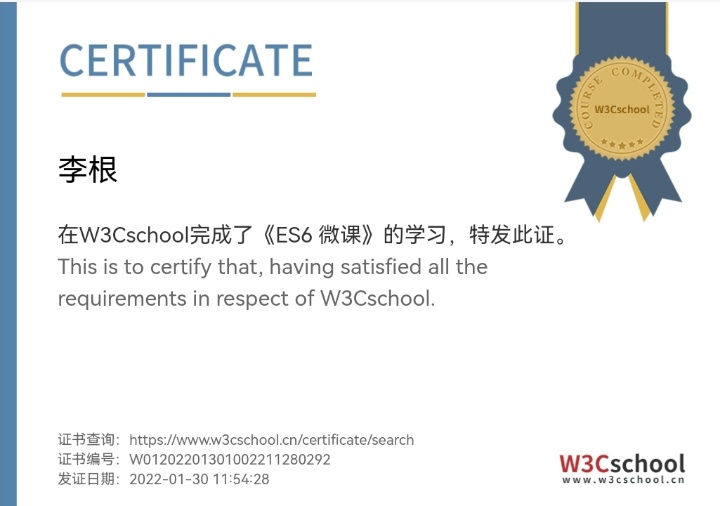 CERTIFICATE
COURSE COMPLETED
W3Cschool
李根
在W3Cschool完成了《ES6 微课》的学习，特发此证。
This is to certify that, having satisfied all the
requirements in respect of W3Cschool.
证书查询：https://www.w3cschool.cn/certificate/search
证书编号：W01202201301002211280292
发证日期：2022-01-30 11:54:28
W3Cschool
www.w3cschool.cn